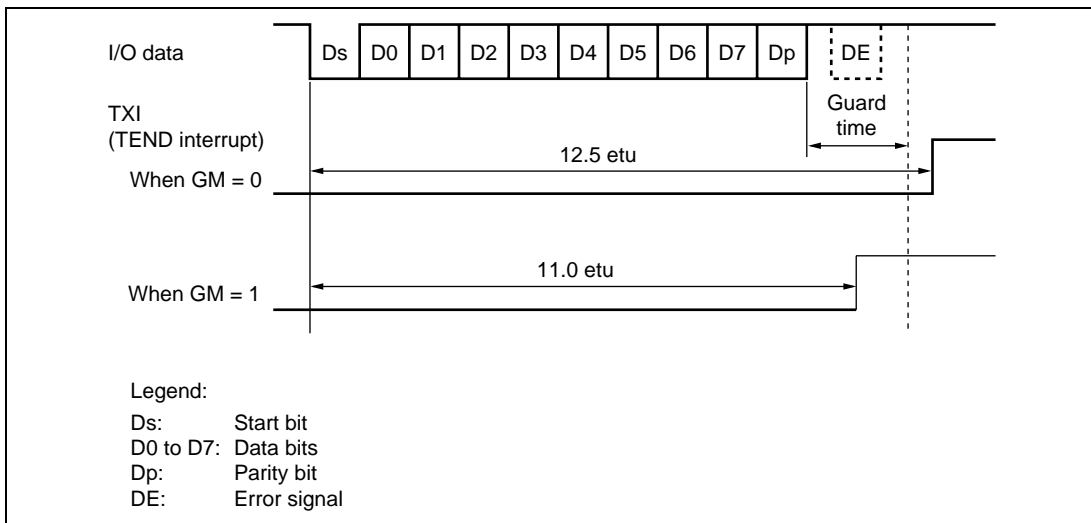 I/O data
Ds D0 D1 D2 D3 D4 D5 D6 D7 Dp DE
Guard
time
TXI
(TEND interrupt)
12.5 etu
When GM = 0
11.0 etu
When GM = 1
Legend:
Ds: Start bit
D0 to D7: Data bits
Dp: Parity bit
DE: Error signal